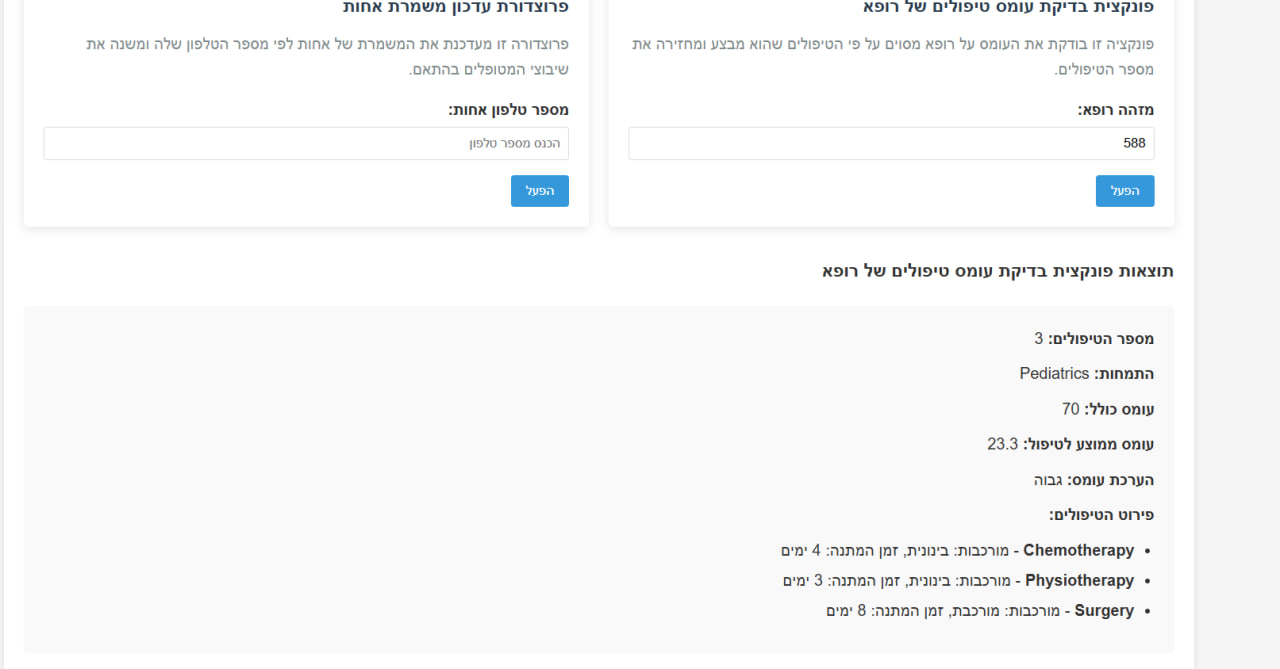 פונקצית בדיקת עומס טיפולים של רופא
פונקציה זו בודקת את העומס על רופא מסוים על פי הטיפולים שהוא מבצע ומחזירה את
מספר הטיפולים.
מזהה רופא:
588
הפעל
פרוצדורת עדכון משמרת אחות
פרוצדורה זו מעדכנת את המשמרת של אחות לפי מספר הטלפון שלה ומשנה את
שיבוצי המטופלים בהתאם.
מספר טלפון אחות:
הכנס מספר טלפון
הפעל
תוצאות פונקצית בדיקת עומס טיפולים של רופא
מספר הטיפולים: 3
התמחות: Pediatrics
עומס כולל: 70
עומס ממוצע לטיפול: 23.3
הערכת עומס: גבוה
פירוט הטיפולים:
• Chemotherapy - מורכבות: בינונית, זמן המתנה: 4 ימים
• Physiotherapy - מורכבות: בינונית, זמן המתנה: 3 ימים
• Surgery - מורכבות: מורכבת, זמן המתנה: 8 ימים